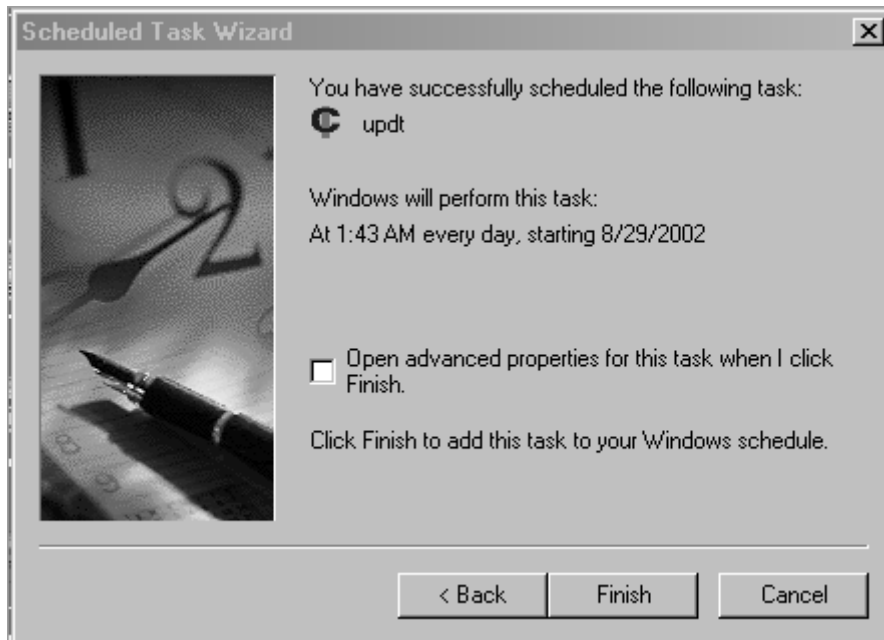 Scheduled Task Wizard
You have successfully scheduled the following task:
updt
Windows will perform this task:
At 1:43 AM every day, starting 8/29/2002
Open advanced properties for this task when I click
Finish.
Click Finish to add this task to your Windows schedule.
< Back
Finish
Cancel